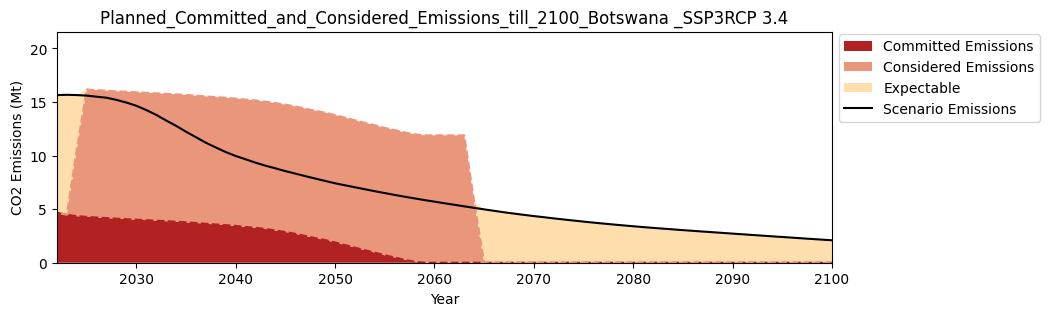 Planned_Committed_and_Considered_Emissions_till_2100_Botswana _SSP3RCP 3.4
CO2 Emissions (Mt)
20
15
10
5
0
2030 2040 2050 2060 2070 2080 2090 2100
Year
Committed Emissions
Considered Emissions
Expectable
Scenario Emissions